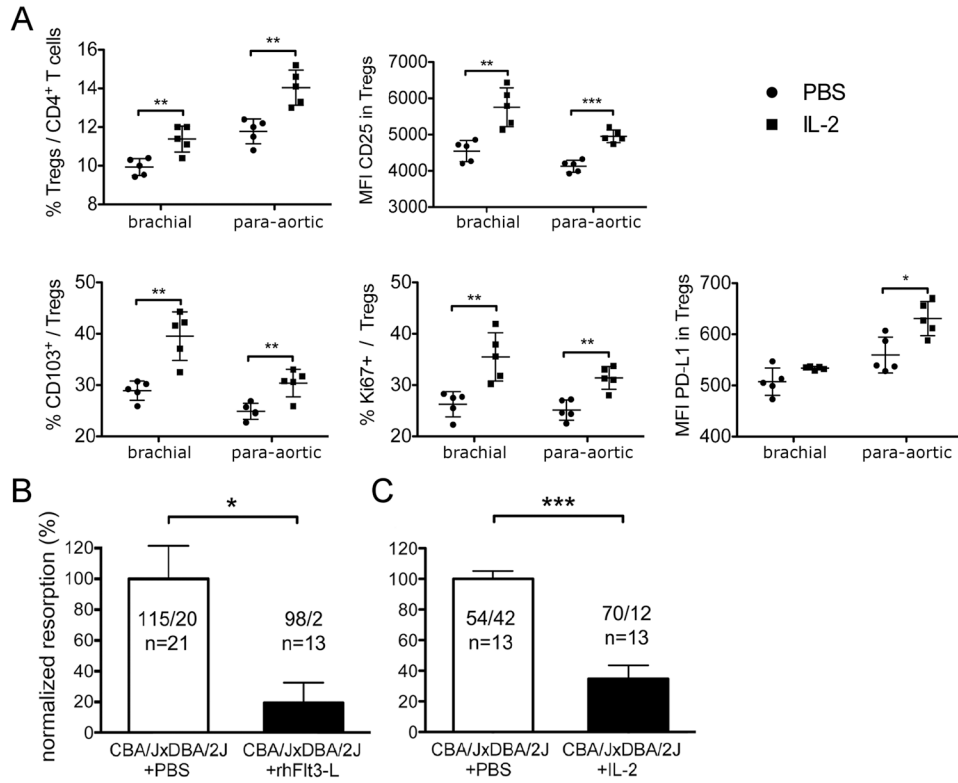 A
% Tregs / CD4+ T cells
16
14
12
10
8
**
**
brachial
para-aortic
MFI CD25 in Tregs
7000
6000
5000
4000
3000
**
***
brachial
para-aortic
PBS
IL-2
% CD103+ / Tregs
50
40
30
20
**
**
brachial
para-aortic
% Ki67+ / Tregs
50
40
30
20
**
**
brachial
para-aortic
MFI PD-L1 in Tregs
700
600
500
400
*
brachial
para-aortic
B
normalized resorption (%)
120
100
80
60
40
20
0
*
115/20
n=21
98/2
n=13
CBA/JxDBA/2J
+PBS
CBA/JxDBA/2J
+rhFlt3-L
C
120
100
80
60
40
20
0
***
54/42
n=13
70/12
n=13
CBA/JxDBA/2J
+PBS
CBA/JxDBA/2J
+IL-2